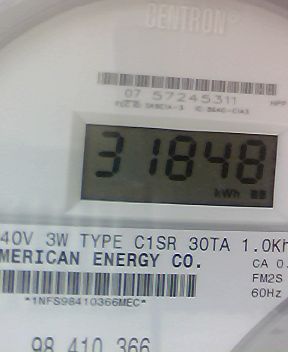 CENTRON®
07 57245311
31848
kWh
40V 3W TYPE C1SR 30TA 1.0Kh
MERICAN ENERGY CO.
CA 0.
FM2S
60Hz
*1NFS98410366MEC*
98 410 366